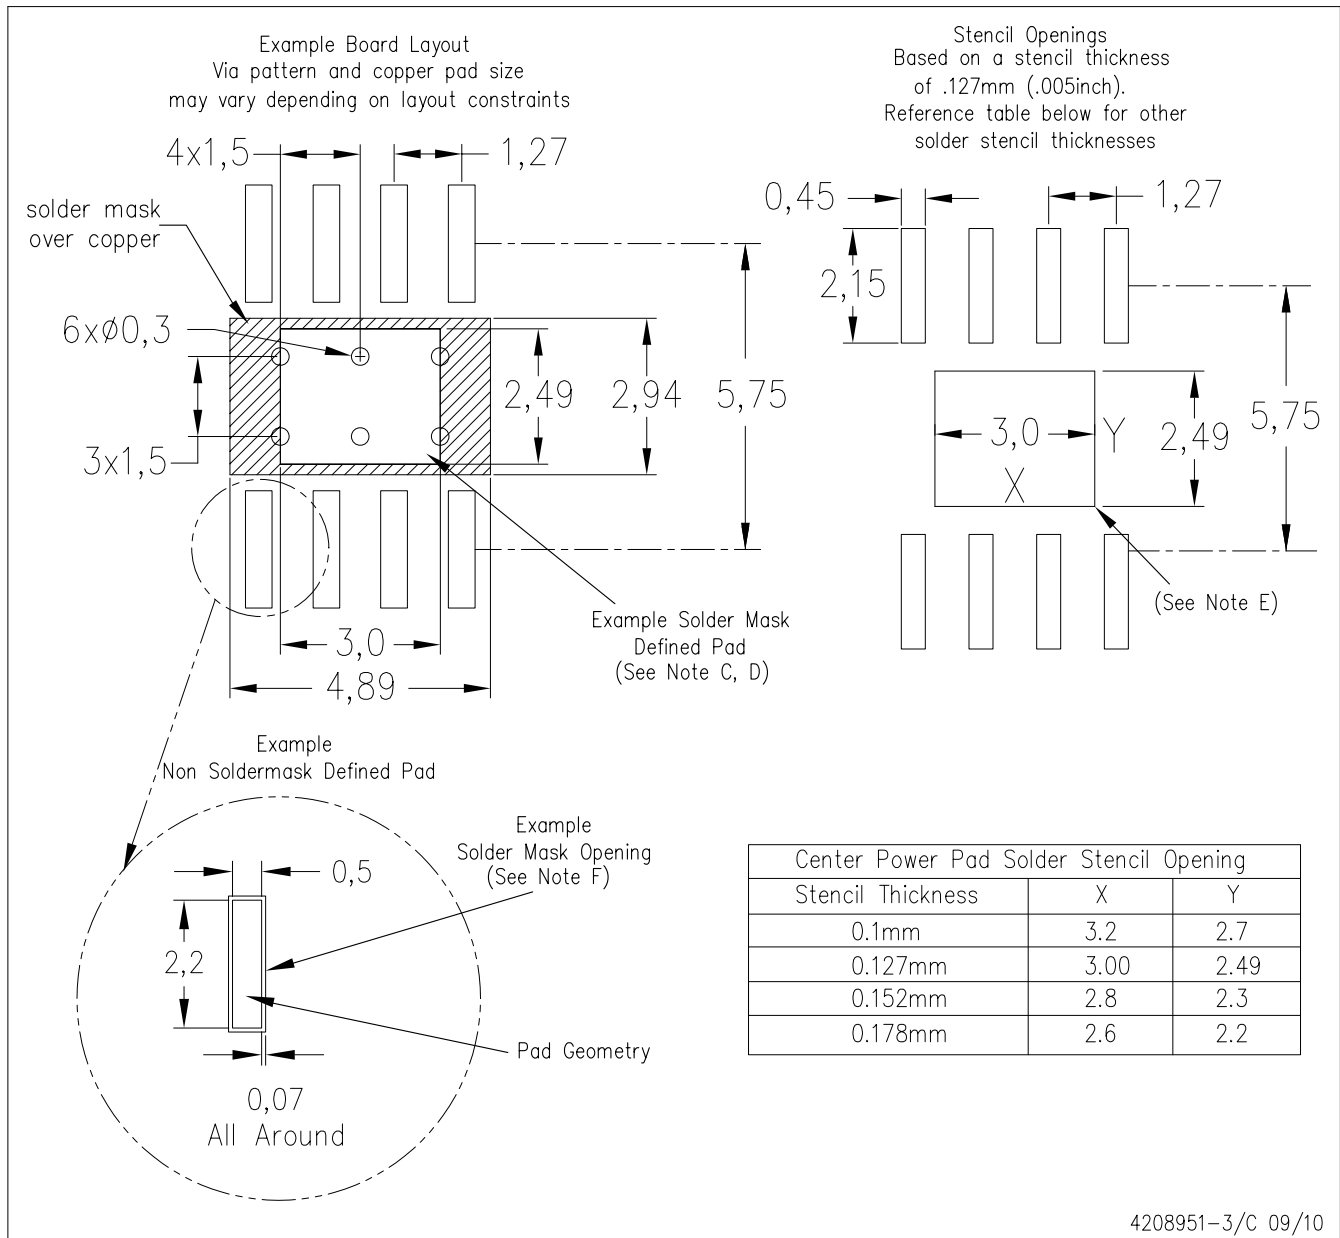 Example Board Layout
Via pattern and copper pad size
may vary depending on layout constraints
4x1,5
1,27
solder mask
over copper
6xø0,3
3x1,5
2,49
2,94
5,75
3,0
4,89
Example Solder Mask
Defined Pad
(See Note C, D)
Stencil Openings
Based on a stencil thickness
of .127mm (.005inch).
Reference table below for other
solder stencil thicknesses
0,45
1,27
2,15
3,0
X
Y
2,49
5,75
(See Note E)
Example
Non Soldermask Defined Pad
Example
Solder Mask Opening
(See Note F)
0,5
2,2
Pad Geometry
0,07
All Around
Center Power Pad Solder Stencil Opening
Stencil Thickness X Y
0.1mm 3.2 2.7
0.127mm 3.00 2.49
0.152mm 2.8 2.3
0.178mm 2.6 2.2
4208951-3/C 09/10